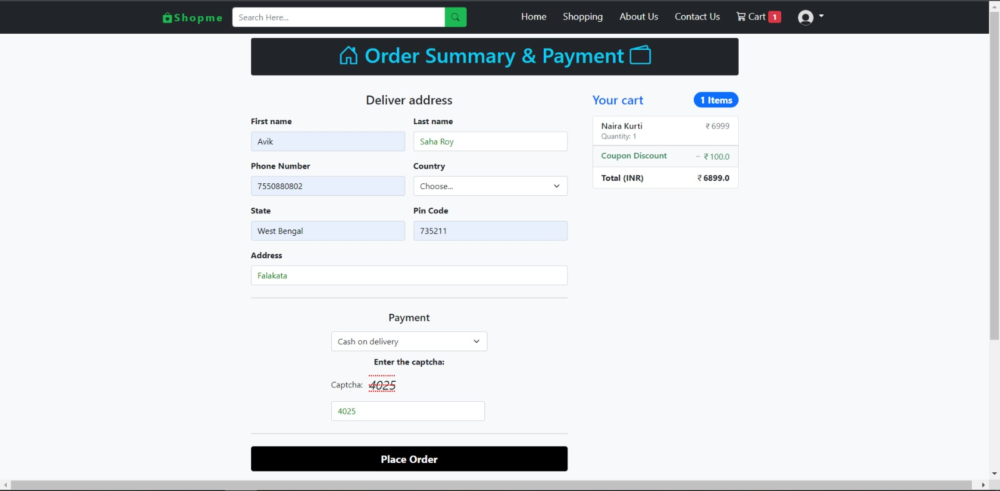 Shopme
Search Here...
Home Shopping About Us Contact Us Cart 1
Order Summary & Payment
Deliver address
First name Last name
Avik Saha Roy
Phone Number Country
7550880802 Choose...
State Pin Code
West Bengal 735211
Address
Falakata
Payment
Cash on delivery
Enter the captcha:
Captcha: 4025
4025
Place Order
Your cart 1 Items
Naira Kurti ₹ 6999
Quantity: 1
Coupon Discount – ₹ 100.0
Total (INR) ₹ 6899.0